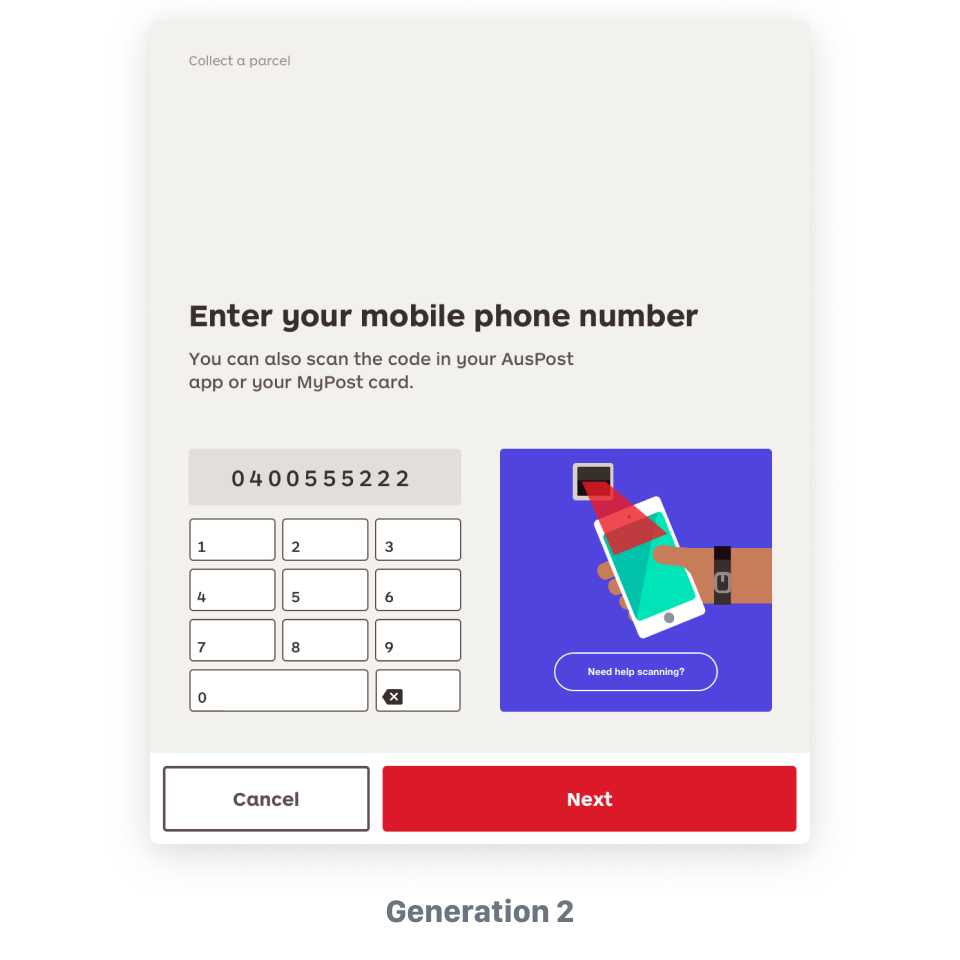 Collect a parcel
Enter your mobile phone number
You can also scan the code in your AusPost
app or your MyPost card.
0400555222
1
2
3
4
5
6
7
8
9
0
Need help scanning?
Cancel
Next
Generation 2